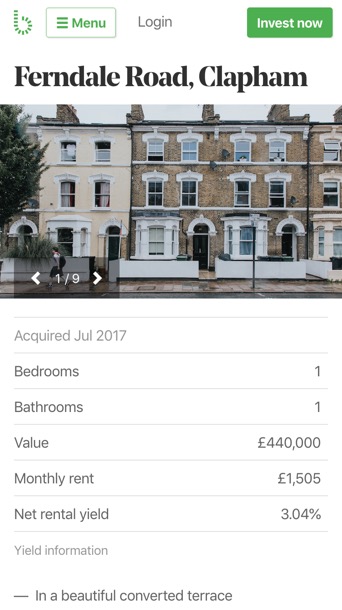 Menu
Login
Invest now
Ferndale Road, Clapham
1 / 9
Acquired Jul 2017
Bedrooms 1
Bathrooms 1
Value £440,000
Monthly rent £1,505
Net rental yield 3.04%
Yield information
— In a beautiful converted terrace